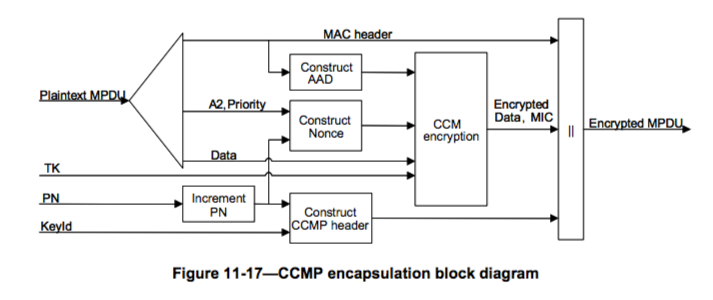 MAC header
Construct
AAD
Plaintext MPDU
A2,Priority
Construct
Nonce
CCM
encryption
Encrypted
Data, MIC
||
Encrypted MPDU
Data
TK
PN
Increment
PN
Construct
CCMP header
KeyId
Figure 11-17—CCMP encapsulation block diagram